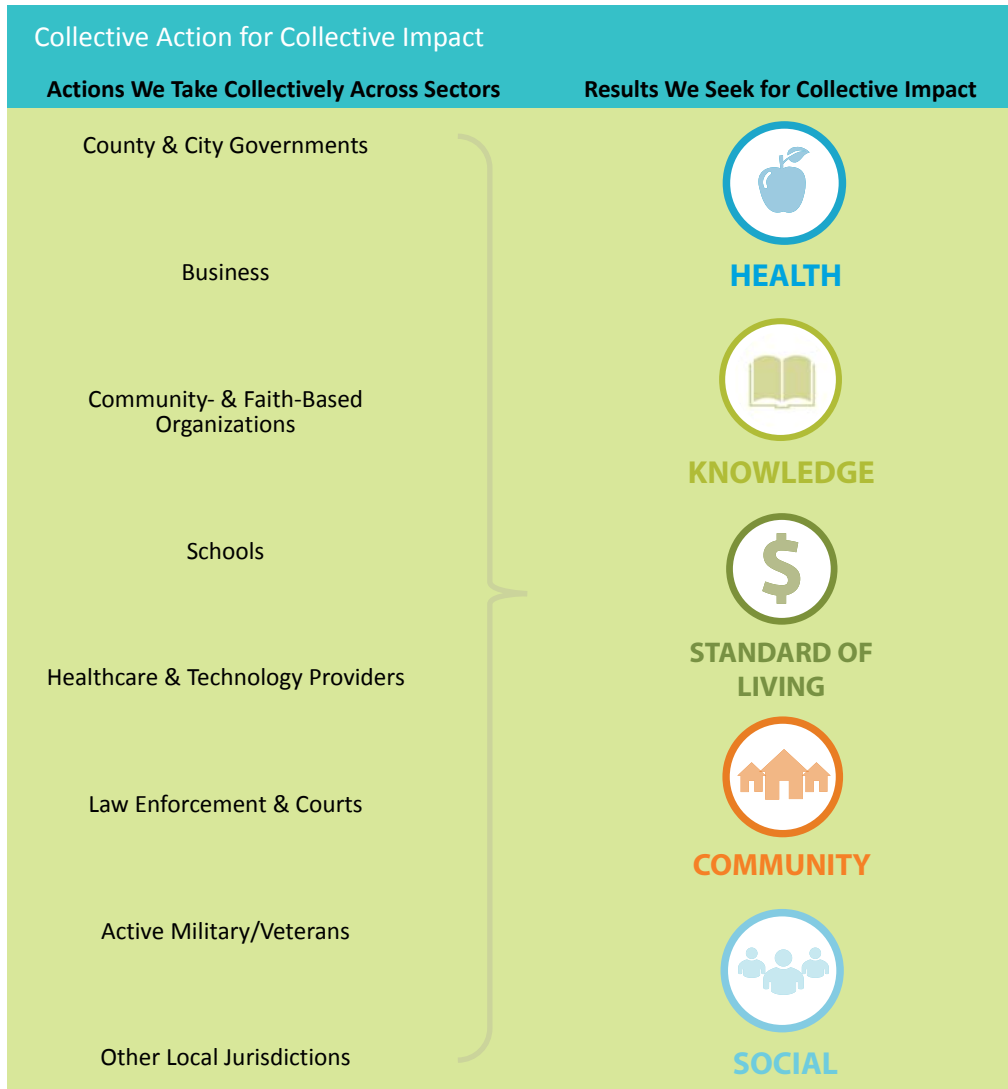 Collective Action for Collective Impact
Actions We Take Collectively Across Sectors
Results We Seek for Collective Impact
County & City Governments
Business
Community- & Faith-Based
Organizations
Schools
Healthcare & Technology Providers
Law Enforcement & Courts
Active Military/Veterans
Other Local Jurisdictions
HEALTH
KNOWLEDGE
$
STANDARD OF
LIVING
COMMUNITY
SOCIAL